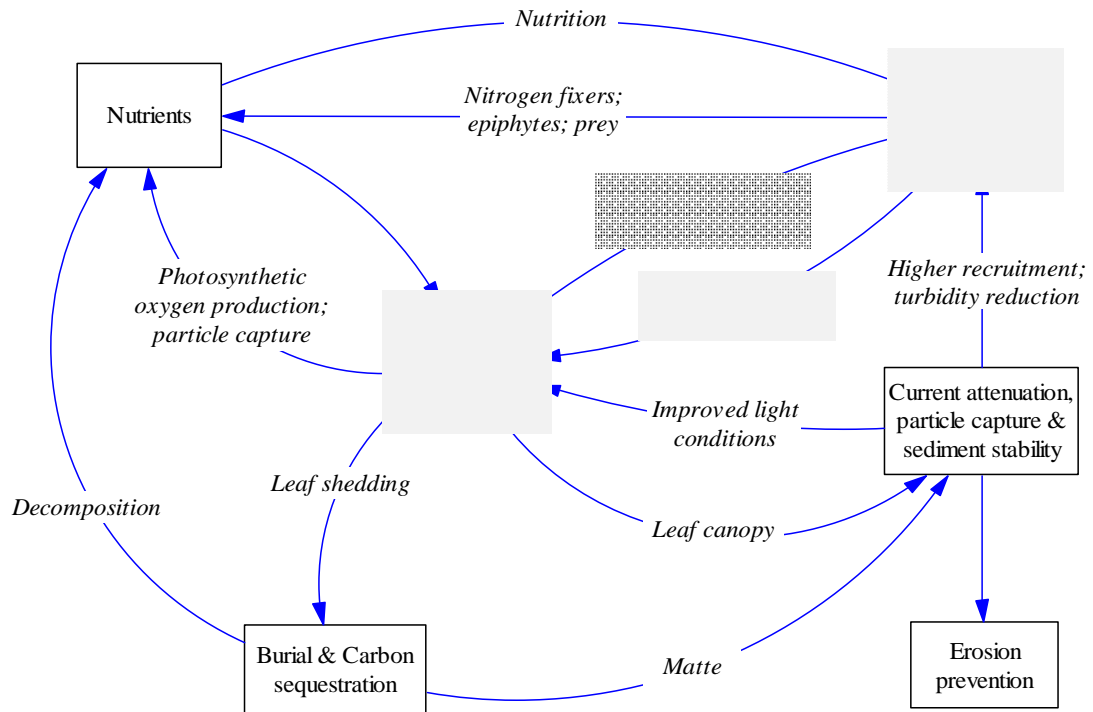 Nutrition
Nutrients
Nitrogen fixers;
epiphytes; prey
Photosynthetic
oxygen production;
particle capture
Higher recruitment;
turbidity reduction
Current attenuation,
particle capture &
sediment stability
Improved light
conditions
Leaf shedding
Decomposition
Leaf canopy
Burial & Carbon
sequestration
Matte
Erosion
prevention